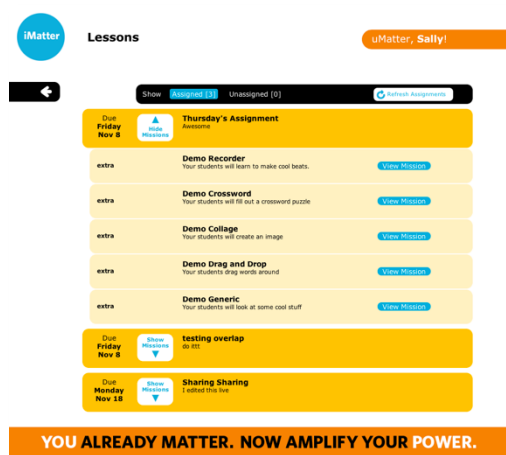 iMatter
Lessons
uMatter, Sally!
Show Assigned [3] Unassigned [0] Refresh Assignments
Due
Friday
Nov 8
Hide
Missions
Thursday's Assignment
Awesome
extra
Demo Recorder
Your students will learn to make cool beats.
View Mission
extra
Demo Crossword
Your students will fill out a crossword puzzle
View Mission
extra
Demo Collage
Your students will create an image
View Mission
extra
Demo Drag and Drop
Your students drag words around
View Mission
extra
Demo Generic
Your students will look at some cool stuff
View Mission
Due
Friday
Nov 8
Show
Missions
testing overlap
do ittt
Due
Monday
Nov 18
Show
Missions
Sharing Sharing
I edited this live
YOU ALREADY MATTER. NOW AMPLIFY YOUR POWER.